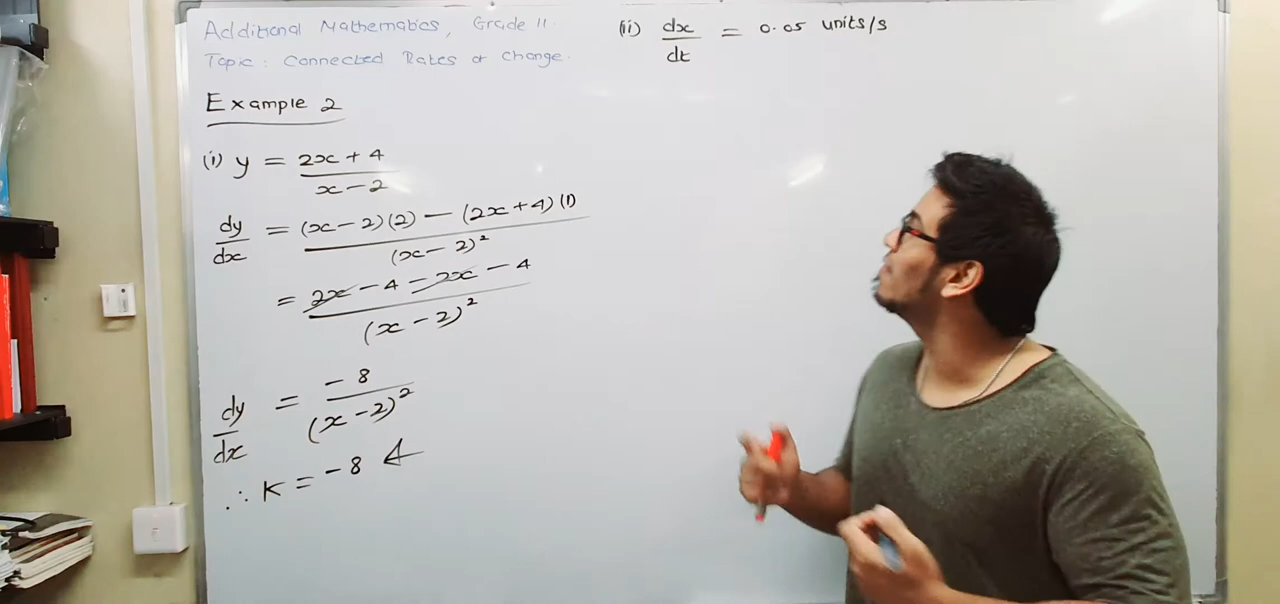 Additional Mathematics, Grade 11.
Topic: Connected Rates of Change.
Example 2
(i) y = 2x + 4
x - 2
dy = (x - 2)(2) - (2x + 4)(1)
dx (x - 2)²
= 2x - 4 - 2x - 4
(x - 2)²
dy = - 8
dx (x - 2)²
∴ K = - 8
(ii) dx = 0.05 units/s
dt